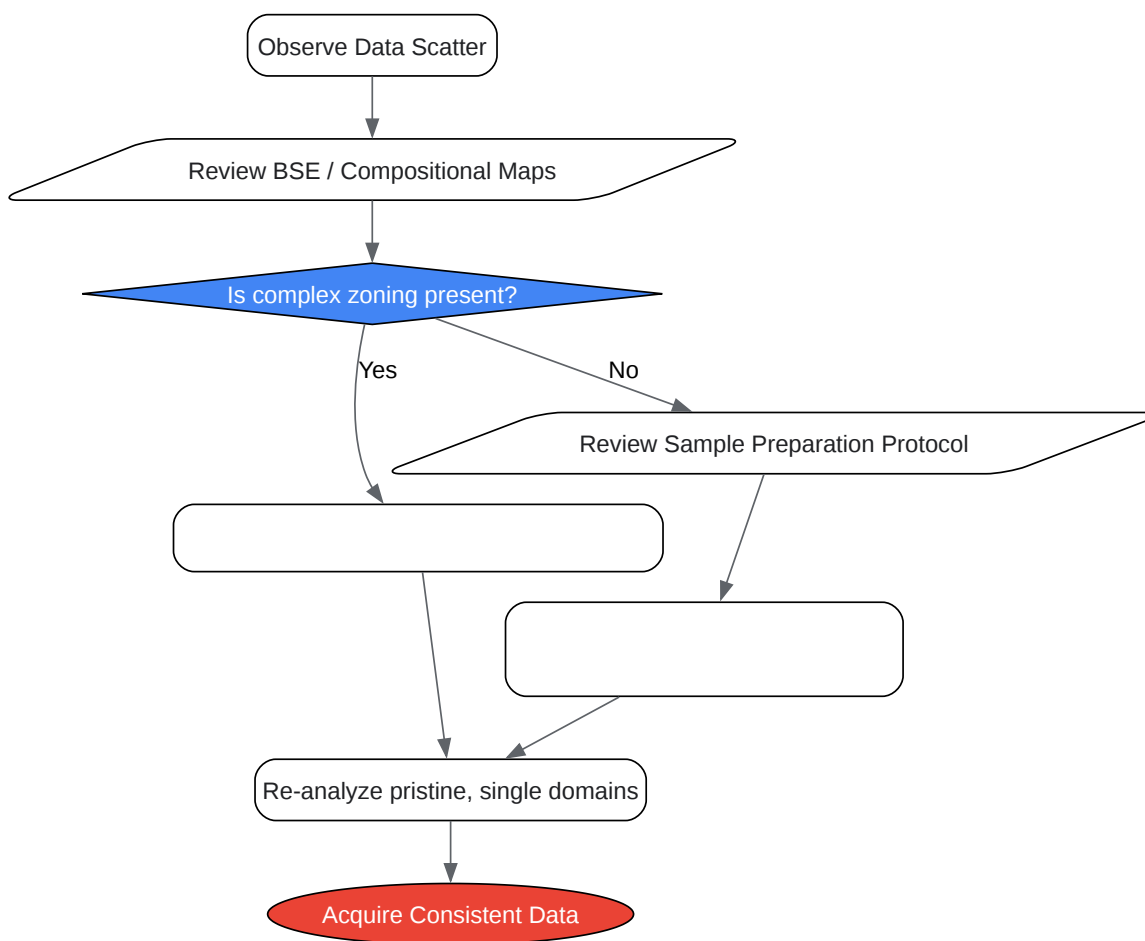 Observe Data Scatter
Review BSE / Compositional Maps
Is complex zoning present?
Yes
No
Review Sample Preparation Protocol
Re-analyze pristine, single domains
Acquire Consistent Data